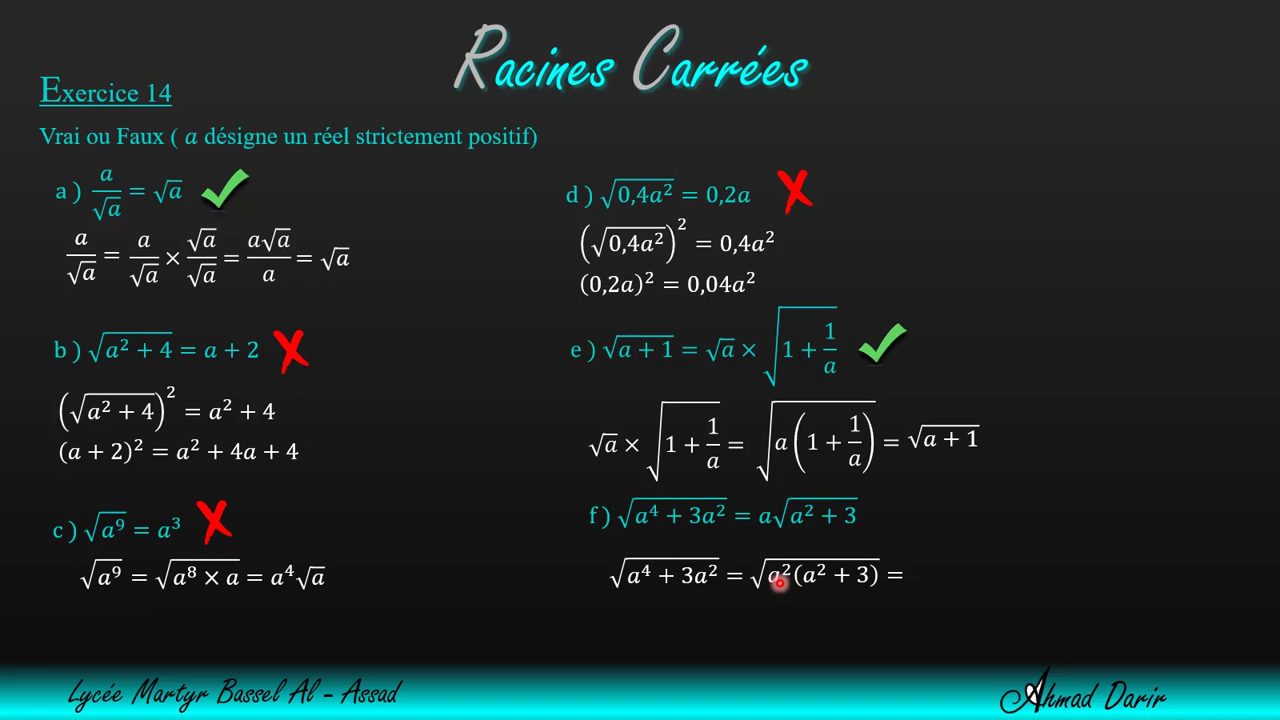 Racines Carrées
Exercice 14
Vrai ou Faux ( a désigne un réel strictement positif)
a ) a/√a = √a
a/√a = a/√a × √a/√a = a√a/a = √a
b ) √(a² + 4) = a + 2
(√(a² + 4))² = a² + 4
(a + 2)² = a² + 4a + 4
c ) √(a⁹) = a³
√(a⁹) = √(a⁸ × a) = a⁴√a
d ) √(0,4a²) = 0,2a
(√(0,4a²))² = 0,4a²
(0,2a)² = 0,04a²
e ) √(a + 1) = √a × √(1 + 1/a)
√a × √(1 + 1/a) = √(a(1 + 1/a)) = √(a + 1)
f ) √(a⁴ + 3a²) = a√(a² + 3)
√(a⁴ + 3a²) = √(a²(a² + 3)) =
Lycée Martyr Bassel Al - Assad
Ahmad Darir